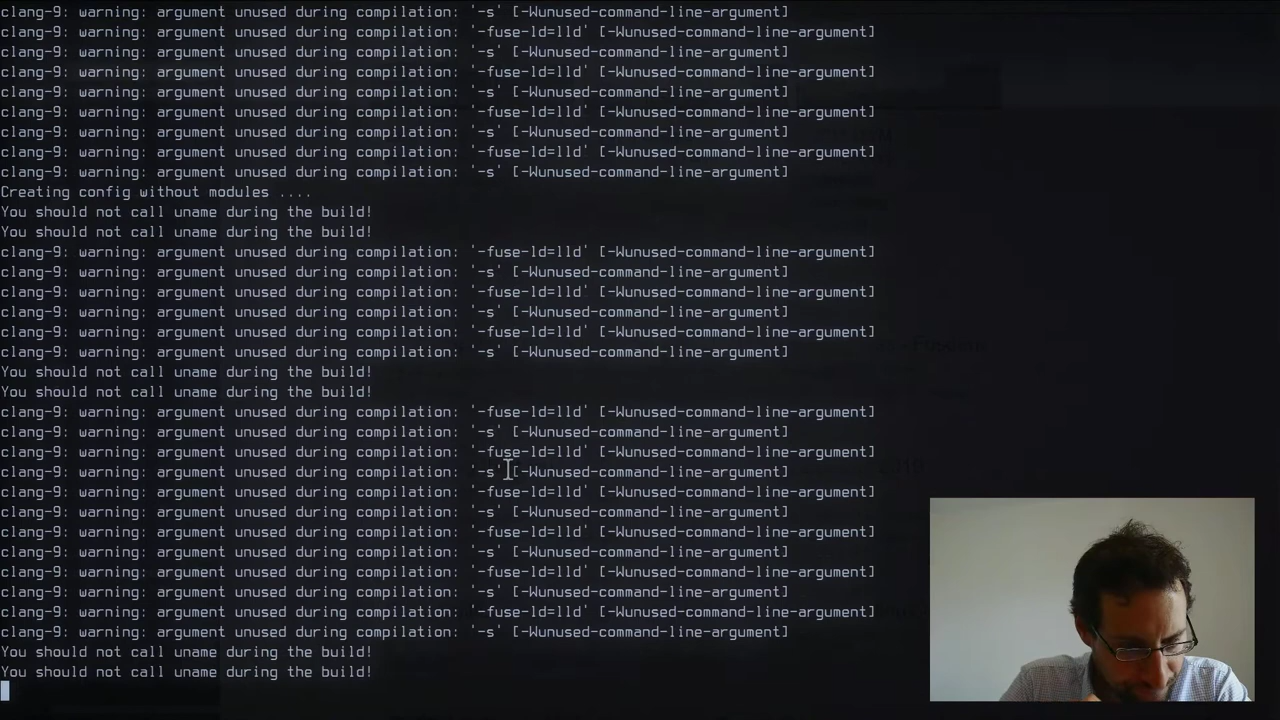 clang-9: warning: argument unused during compilation: '-s' [-Wunused-command-line-argument]
clang-9: warning: argument unused during compilation: '-fuse-ld=lld' [-Wunused-command-line-argument]
clang-9: warning: argument unused during compilation: '-s' [-Wunused-command-line-argument]
clang-9: warning: argument unused during compilation: '-fuse-ld=lld' [-Wunused-command-line-argument]
clang-9: warning: argument unused during compilation: '-s' [-Wunused-command-line-argument]
clang-9: warning: argument unused during compilation: '-fuse-ld=lld' [-Wunused-command-line-argument]
clang-9: warning: argument unused during compilation: '-s' [-Wunused-command-line-argument]
clang-9: warning: argument unused during compilation: '-fuse-ld=lld' [-Wunused-command-line-argument]
clang-9: warning: argument unused during compilation: '-s' [-Wunused-command-line-argument]
Creating config without modules ....
You should not call uname during the build!
You should not call uname during the build!
clang-9: warning: argument unused during compilation: '-fuse-ld=lld' [-Wunused-command-line-argument]
clang-9: warning: argument unused during compilation: '-s' [-Wunused-command-line-argument]
clang-9: warning: argument unused during compilation: '-fuse-ld=lld' [-Wunused-command-line-argument]
clang-9: warning: argument unused during compilation: '-s' [-Wunused-command-line-argument]
clang-9: warning: argument unused during compilation: '-fuse-ld=lld' [-Wunused-command-line-argument]
clang-9: warning: argument unused during compilation: '-s' [-Wunused-command-line-argument]
You should not call uname during the build!
You should not call uname during the build!
clang-9: warning: argument unused during compilation: '-fuse-ld=lld' [-Wunused-command-line-argument]
clang-9: warning: argument unused during compilation: '-s' [-Wunused-command-line-argument]
clang-9: warning: argument unused during compilation: '-fuse-ld=lld' [-Wunused-command-line-argument]
clang-9: warning: argument unused during compilation: '-s' [-Wunused-command-line-argument]
clang-9: warning: argument unused during compilation: '-fuse-ld=lld' [-Wunused-command-line-argument]
clang-9: warning: argument unused during compilation: '-s' [-Wunused-command-line-argument]
clang-9: warning: argument unused during compilation: '-fuse-ld=lld' [-Wunused-command-line-argument]
clang-9: warning: argument unused during compilation: '-s' [-Wunused-command-line-argument]
clang-9: warning: argument unused during compilation: '-fuse-ld=lld' [-Wunused-command-line-argument]
clang-9: warning: argument unused during compilation: '-s' [-Wunused-command-line-argument]
clang-9: warning: argument unused during compilation: '-fuse-ld=lld' [-Wunused-command-line-argument]
clang-9: warning: argument unused during compilation: '-s' [-Wunused-command-line-argument]
You should not call uname during the build!
You should not call uname during the build!